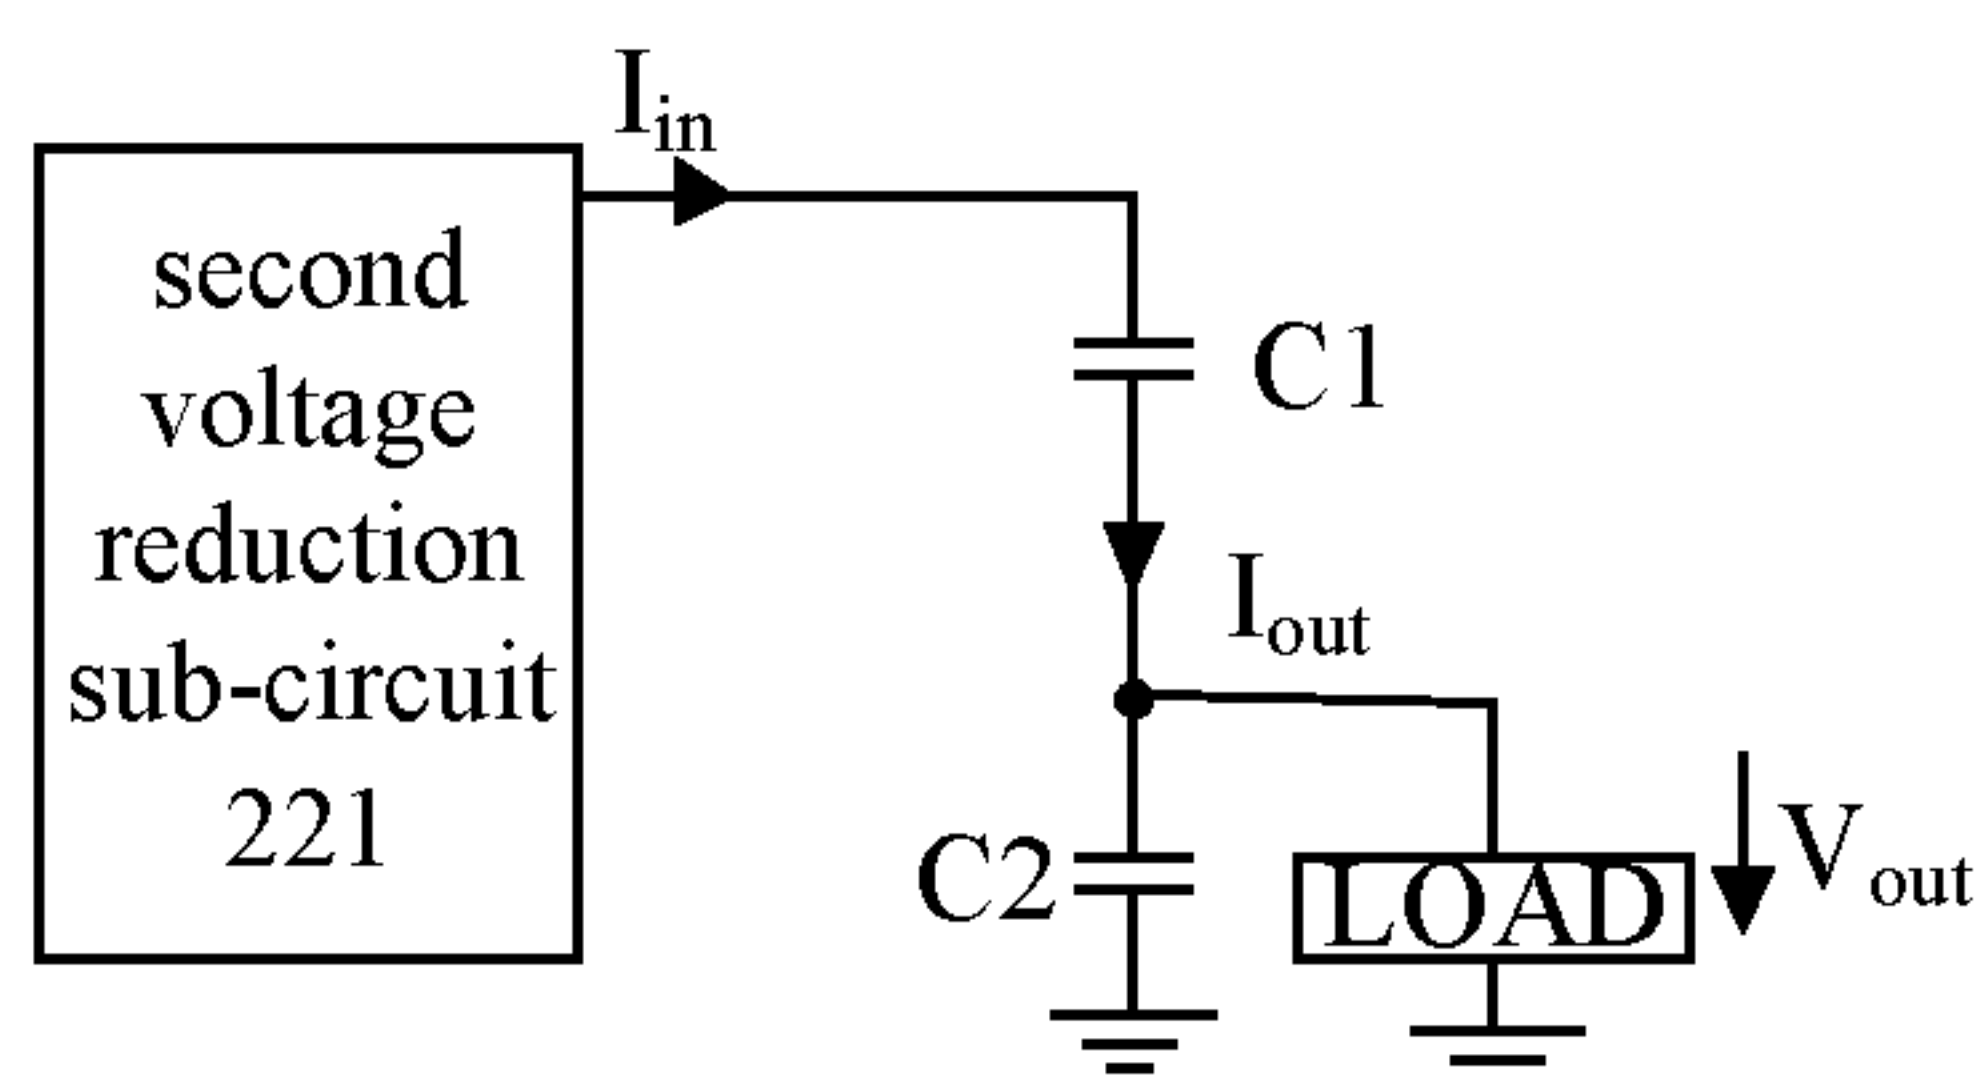 I_in
second
voltage
reduction
sub-circuit
221
C1
I_out
C2
LOAD
V_out